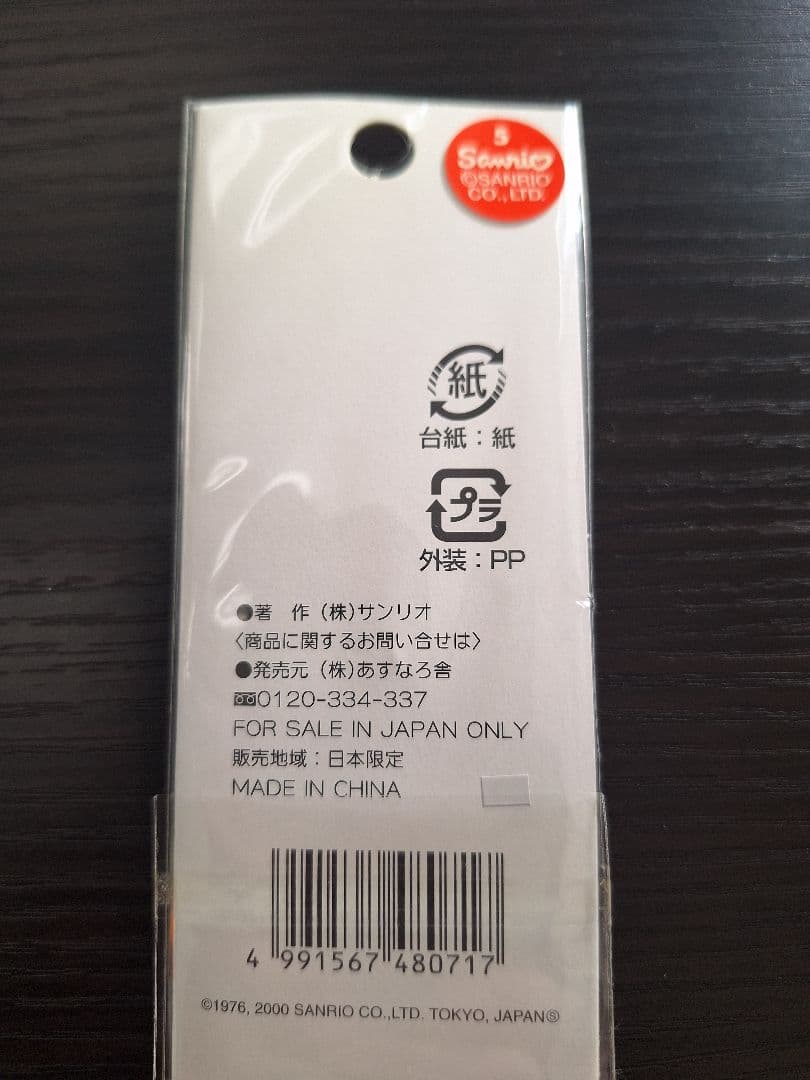 5
Sanrio
©SANRIO
CO.,LTD.
紙
台紙：紙
プラ
外装：PP
●著　作（株）サンリオ
〈商品に関するお問い合せは〉
●発売元（株）あすなろ舎
0120-334-337
FOR SALE IN JAPAN ONLY
販売地域：日本限定
MADE IN CHINA
4 991567 480717
©1976, 2000 SANRIO CO.,LTD. TOKYO, JAPANⓈ